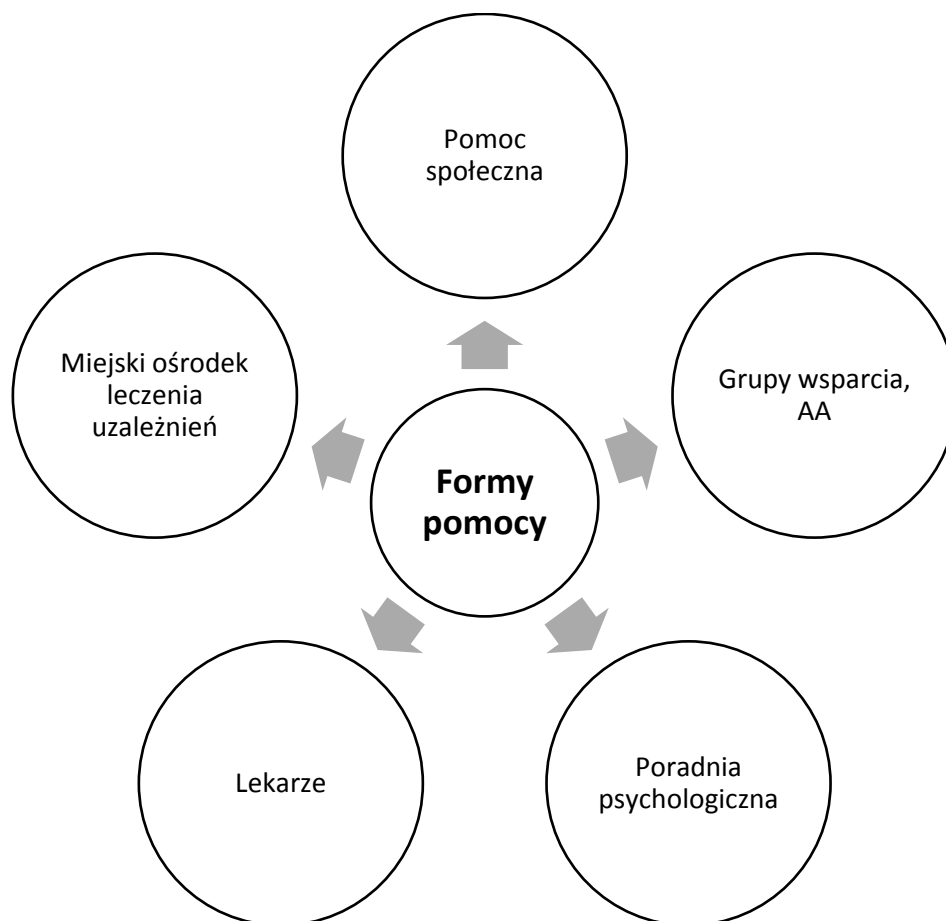 Pomoc
społeczna
Grupy wsparcia,
AA
Poradnia
psychologiczna
Lekarze
Miejski ośrodek
leczenia
uzależnień
Formy
pomocy